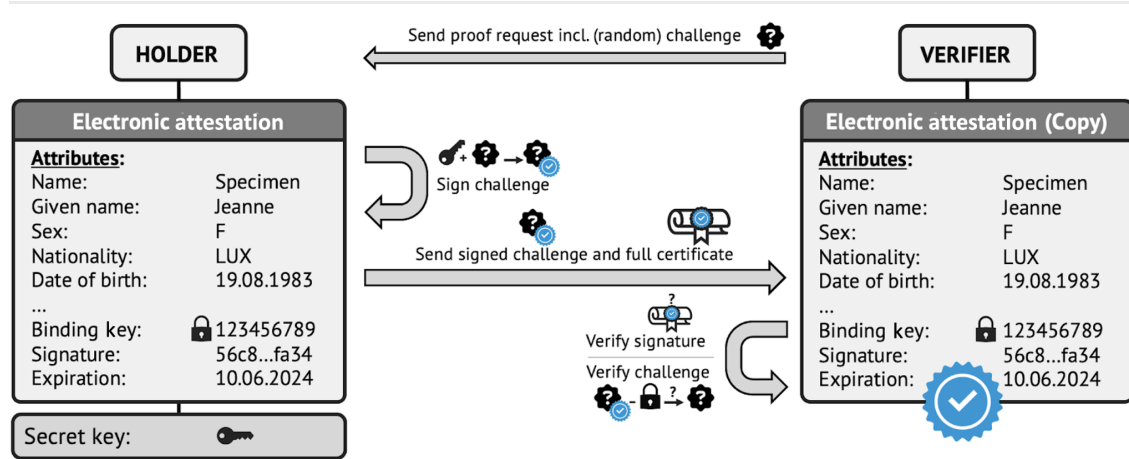 Send proof request incl. (random) challenge
HOLDER
VERIFIER
Electronic attestation
Attributes:
Name: Specimen
Given name: Jeanne
Sex: F
Nationality: LUX
Date of birth: 19.08.1983
...
Binding key: 123456789
Signature: 56c8...fa34
Expiration: 10.06.2024
Secret key:
? + ? → ?
Sign challenge
?
Send signed challenge and full certificate
?
Verify signature
Verify challenge
? - ? → ?
Electronic attestation (Copy)
Attributes:
Name: Specimen
Given name: Jeanne
Sex: F
Nationality: LUX
Date of birth: 19.08.1983
...
Binding key: 123456789
Signature: 56c8...fa34
Expiration: 10.06.2024